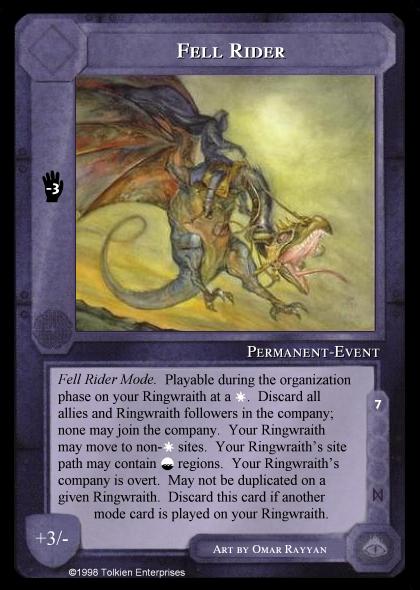 FELL RIDER
-3
PERMANENT-EVENT
Fell Rider Mode. Playable during the organization
phase on your Ringwraith at a . Discard all
allies and Ringwraith followers in the company;
none may join the company. Your Ringwraith
may move to non- sites. Your Ringwraith's site
path may contain regions. Your Ringwraith's
company is overt. May not be duplicated on a
given Ringwraith. Discard this card if another
mode card is played on your Ringwraith.
7
+3/-
ART BY OMAR RAYYAN
©1998 Tolkien Enterprises